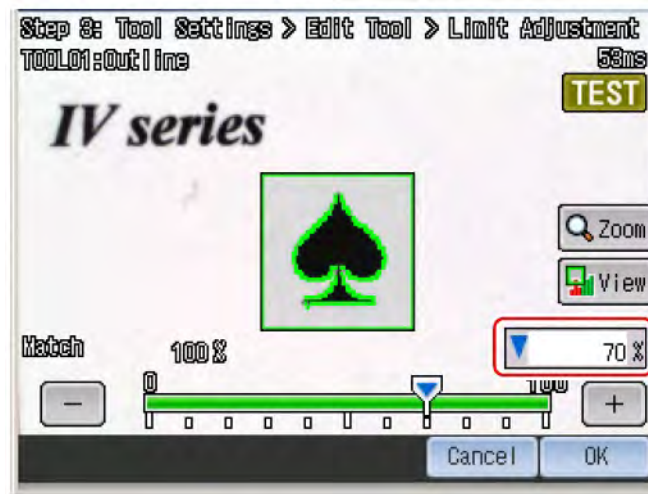 Step 3: Tool Settings > Edit Tool > Limit Adjustment
TOOL01:Outline
53ms
TEST
IV series
Zoom
View
Match
100 %
70 %
0
100
−
+
Cancel
OK